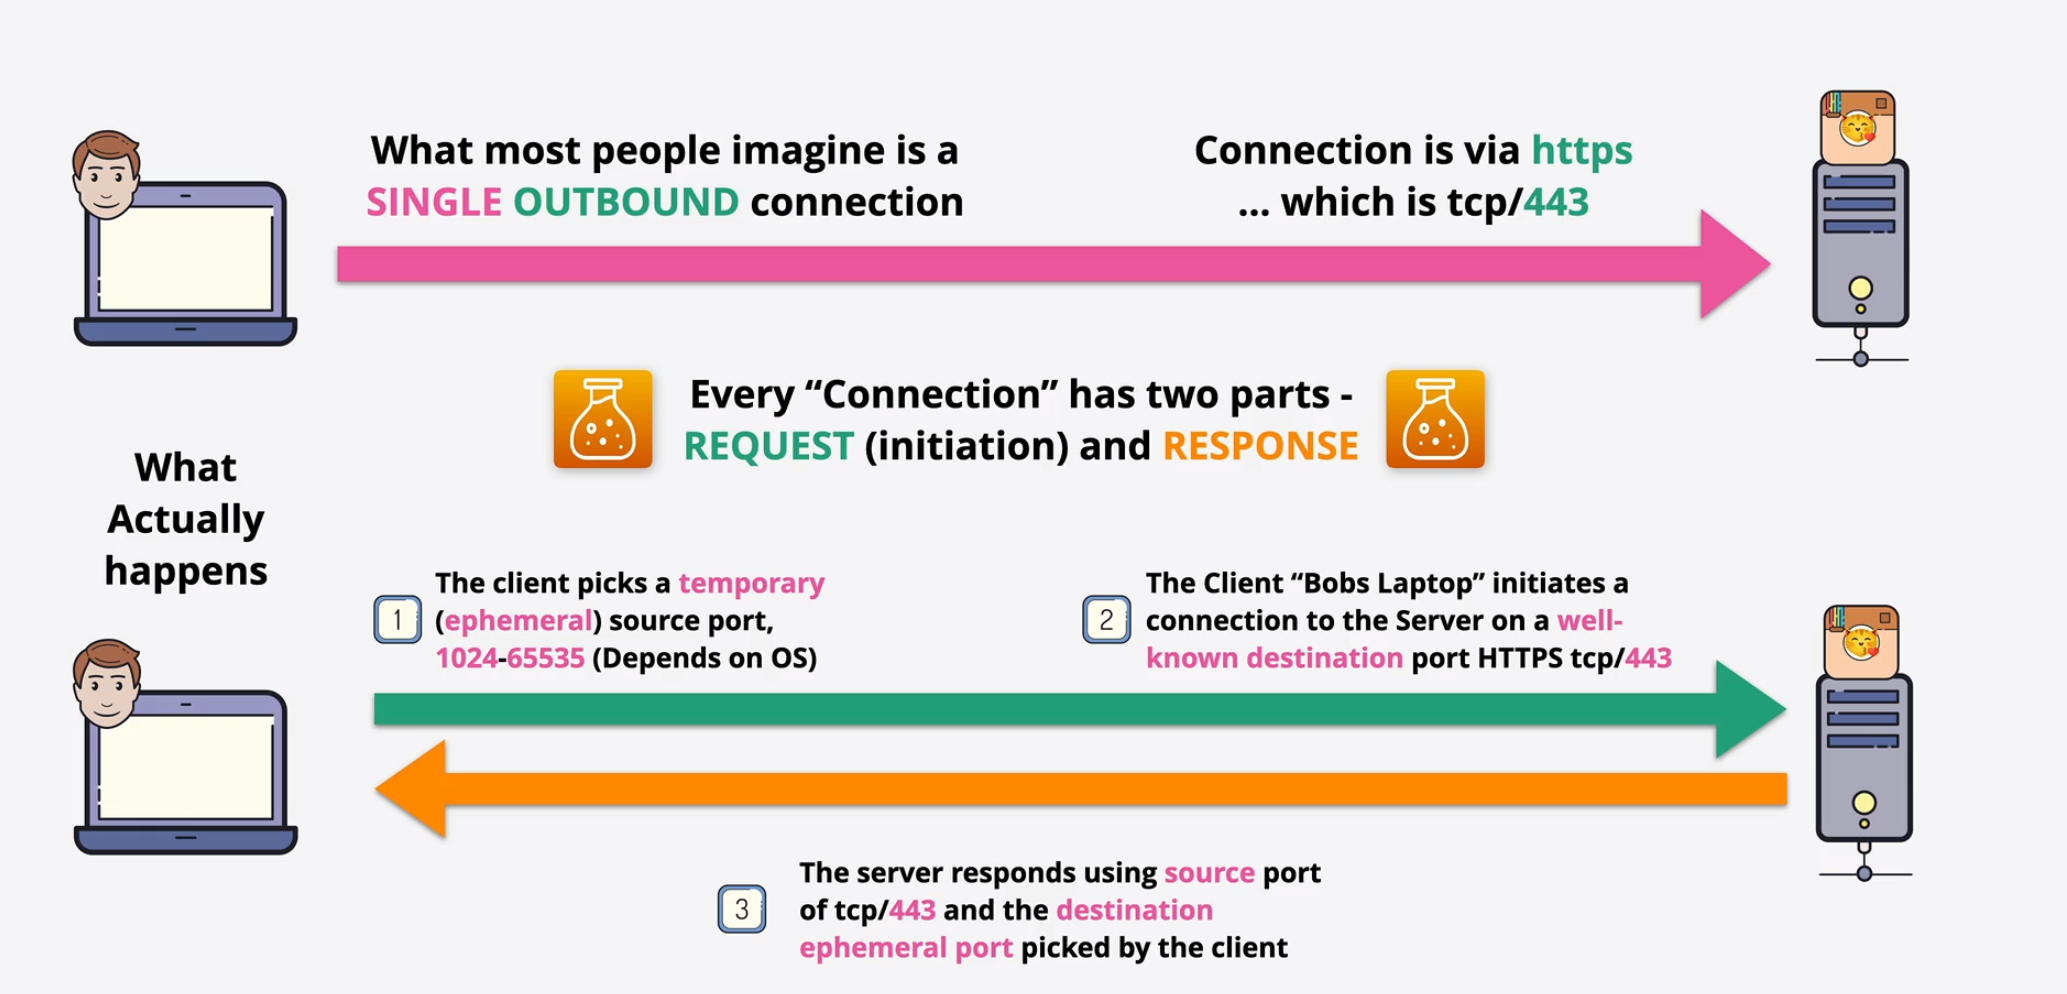 What most people imagine is a
SINGLE OUTBOUND connection
Connection is via https
... which is tcp/443
Every “Connection” has two parts -
REQUEST (initiation) and RESPONSE
What
Actually
happens
1
The client picks a temporary
(ephemeral) source port,
1024-65535 (Depends on OS)
2
The Client “Bobs Laptop” initiates a
connection to the Server on a well-
known destination port HTTPS tcp/443
3
The server responds using source port
of tcp/443 and the destination
ephemeral port picked by the client